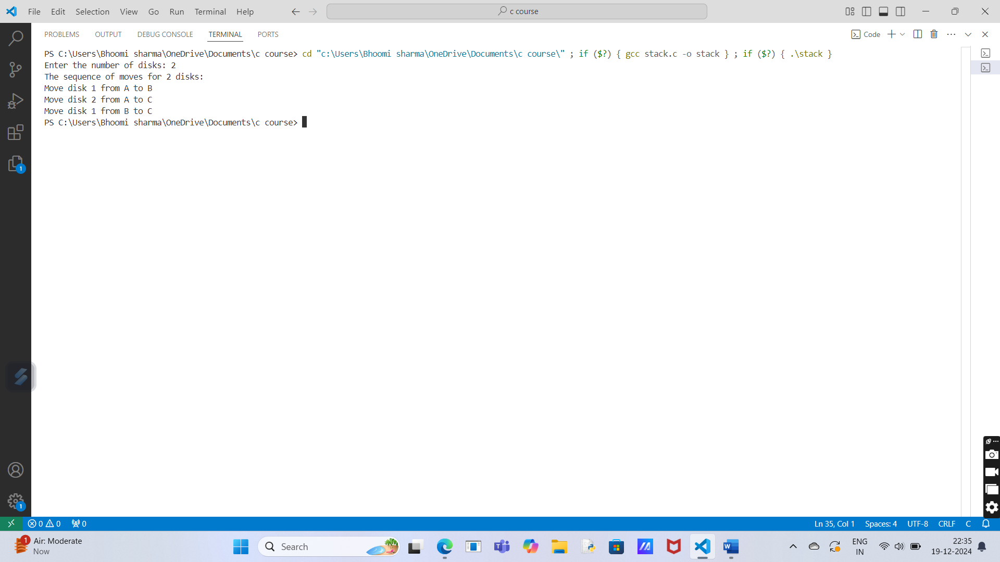 File Edit Selection View Go Run Terminal Help
c course
PROBLEMS OUTPUT DEBUG CONSOLE TERMINAL PORTS
Code
PS C:\Users\Bhoomi sharma\OneDrive\Documents\c course> cd "c:\Users\Bhoomi sharma\OneDrive\Documents\c course\" ; if ($?) { gcc stack.c -o stack } ; if ($?) { .\stack }
Enter the number of disks: 2
The sequence of moves for 2 disks:
Move disk 1 from A to B
Move disk 2 from A to C
Move disk 1 from B to C
PS C:\Users\Bhoomi sharma\OneDrive\Documents\c course>
1
1
0 0 0
Ln 35, Col 1 Spaces: 4 UTF-8 CRLF C
1
Air: Moderate
Now
Search
ENG
IN
22:35
19-12-2024